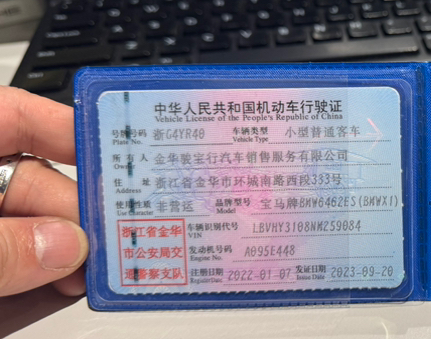 中华人民共和国机动车行驶证
Vehicle License of the People's Republic of China
号牌号码 浙G4YR40 车辆类型 小型普通客车
Plate No. Vehicle Type
所有人 金华骏宝行汽车销售服务有限公司
Owner
住址 浙江省金华市环城南路西段333号
Address
使用性质 非营运 品牌型号 宝马牌BMW6462ES(BMWX1)
Use Character Model
浙江省金华
市公安局交
通警察支队
车辆识别代号 LBVHY3108NM259084
VIN
发动机号码 A095E448
Engine No.
注册日期 2022-01-07 发证日期 2023-09-20
Register Date Issue Date